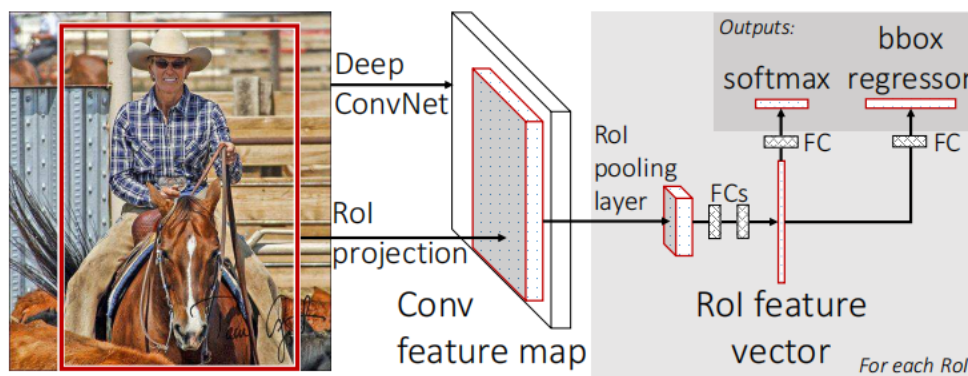 Deep
ConvNet
RoI
projection
Conv
feature map
RoI
pooling
layer
FCs
RoI feature
vector
For each RoI
Outputs:
softmax
bbox
regressor
FC
FC